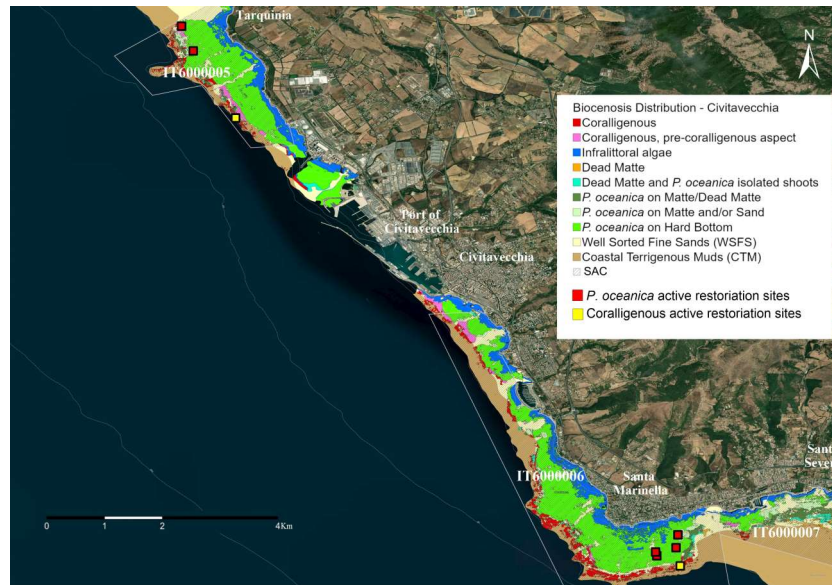 Tarquinia
N
IT6000005
Biocenosis Distribution - Civitavecchia
Coralligenous
Coralligenous, pre-coralligenous aspect
Infralittoral algae
Dead Matte
Dead Matte and P. oceanica isolated shoots
P. oceanica on Matte/Dead Matte
P. oceanica on Matte and/or Sand
P. oceanica on Hard Bottom
Well Sorted Fine Sands (WSFS)
Coastal Terrigenous Muds (CTM)
SAC
P. oceanica active restoriation sites
Coralligenous active restoriation sites
Port of
Civitavecchia
Civitavecchia
IT6000006
Santa
Marinella
Sant
Seve
IT6000007
0 1 2 4Km